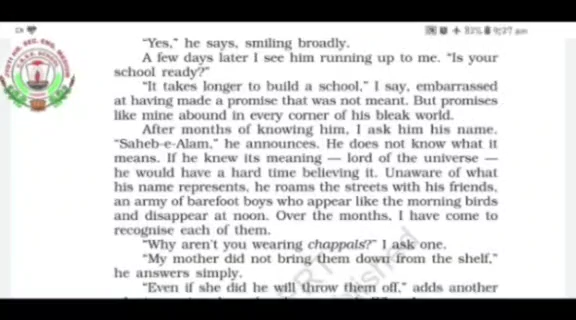 82% 9:27 am
"Yes," he says, smiling broadly.
A few days later I see him running up to me. "Is your
school ready?"
"It takes longer to build a school," I say, embarrassed
at having made a promise that was not meant. But promises
like mine abound in every corner of his bleak world.
After months of knowing him, I ask him his name.
"Saheb-e-Alam," he announces. He does not know what it
means. If he knew its meaning — lord of the universe —
he would have a hard time believing it. Unaware of what
his name represents, he roams the streets with his friends,
an army of barefoot boys who appear like the morning birds
and disappear at noon. Over the months, I have come to
recognise each of them.
"Why aren't you wearing chappals?" I ask one.
"My mother did not bring them down from the shelf,"
he answers simply.
"Even if she did he will throw them off," adds another